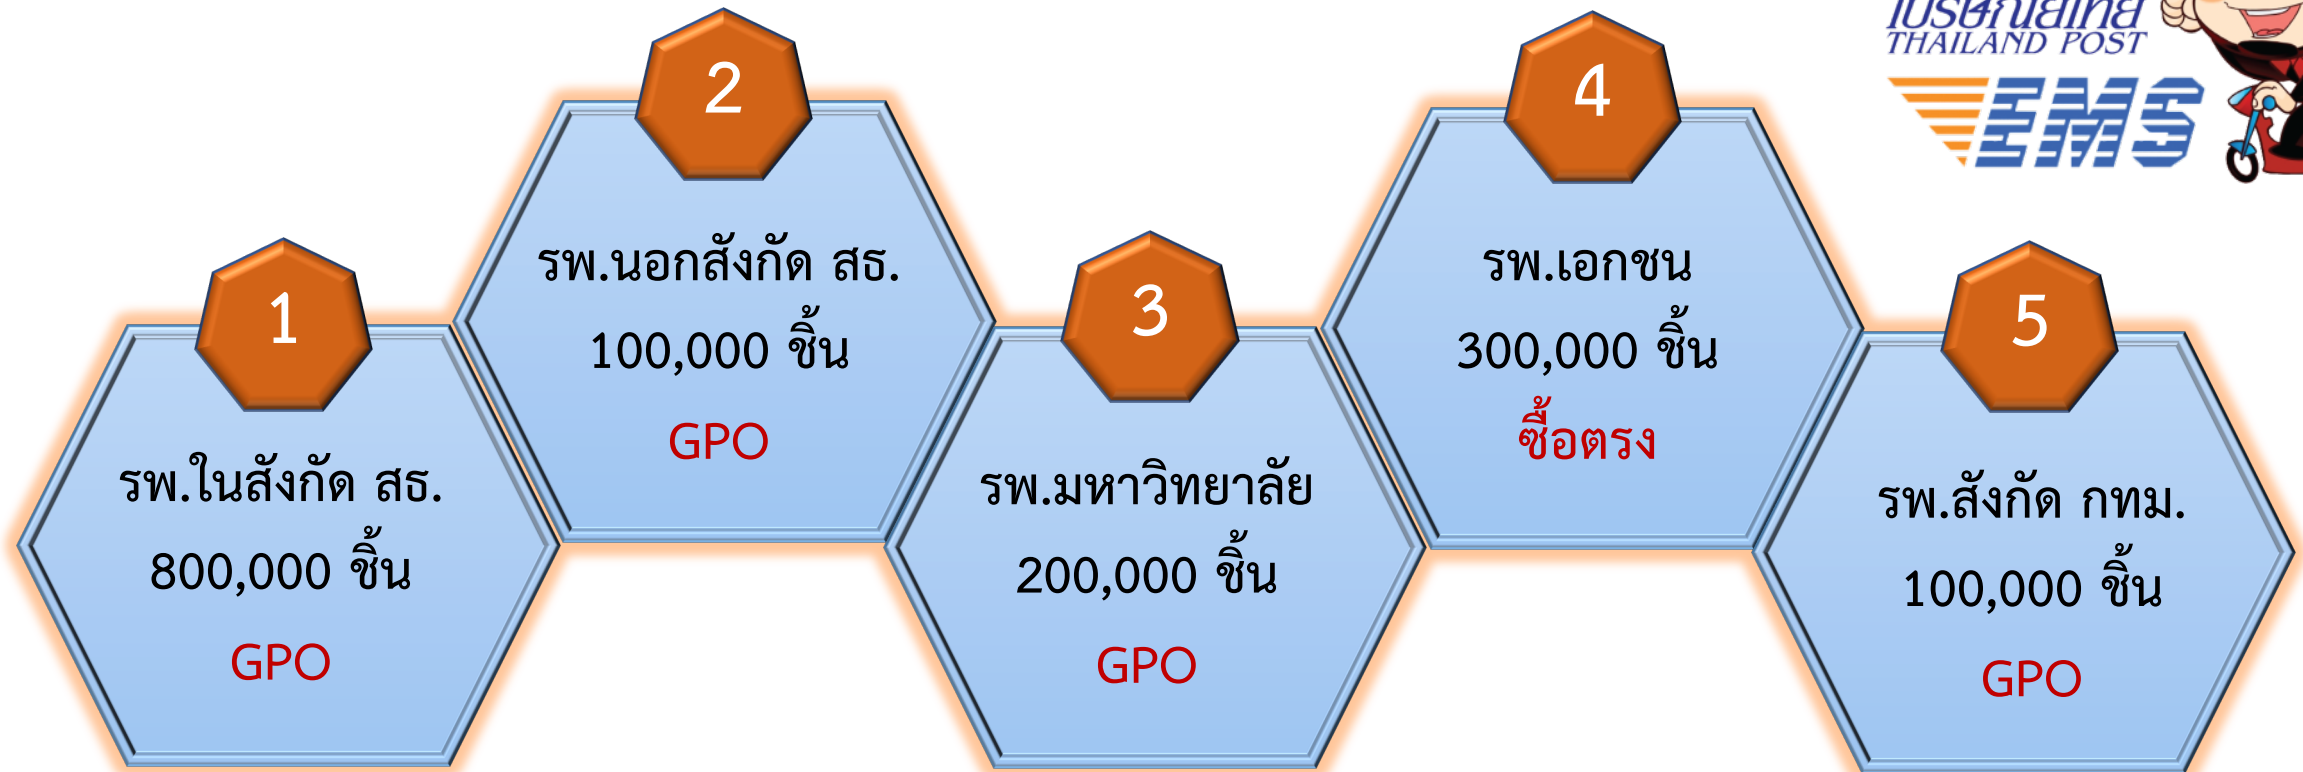 1
รพ.ในสังกัด สธ.
800,000 ชิ้น
GPO
2
รพ.นอกสังกัด สธ.
100,000 ชิ้น
GPO
3
รพ.มหาวิทยาลัย
200,000 ชิ้น
GPO
4
รพ.เอกชน
300,000 ชิ้น
ซื้อตรง
5
รพ.สังกัด กทม.
100,000 ชิ้น
GPO
ไปรษณีย์ไทย
THAILAND POST
EMS